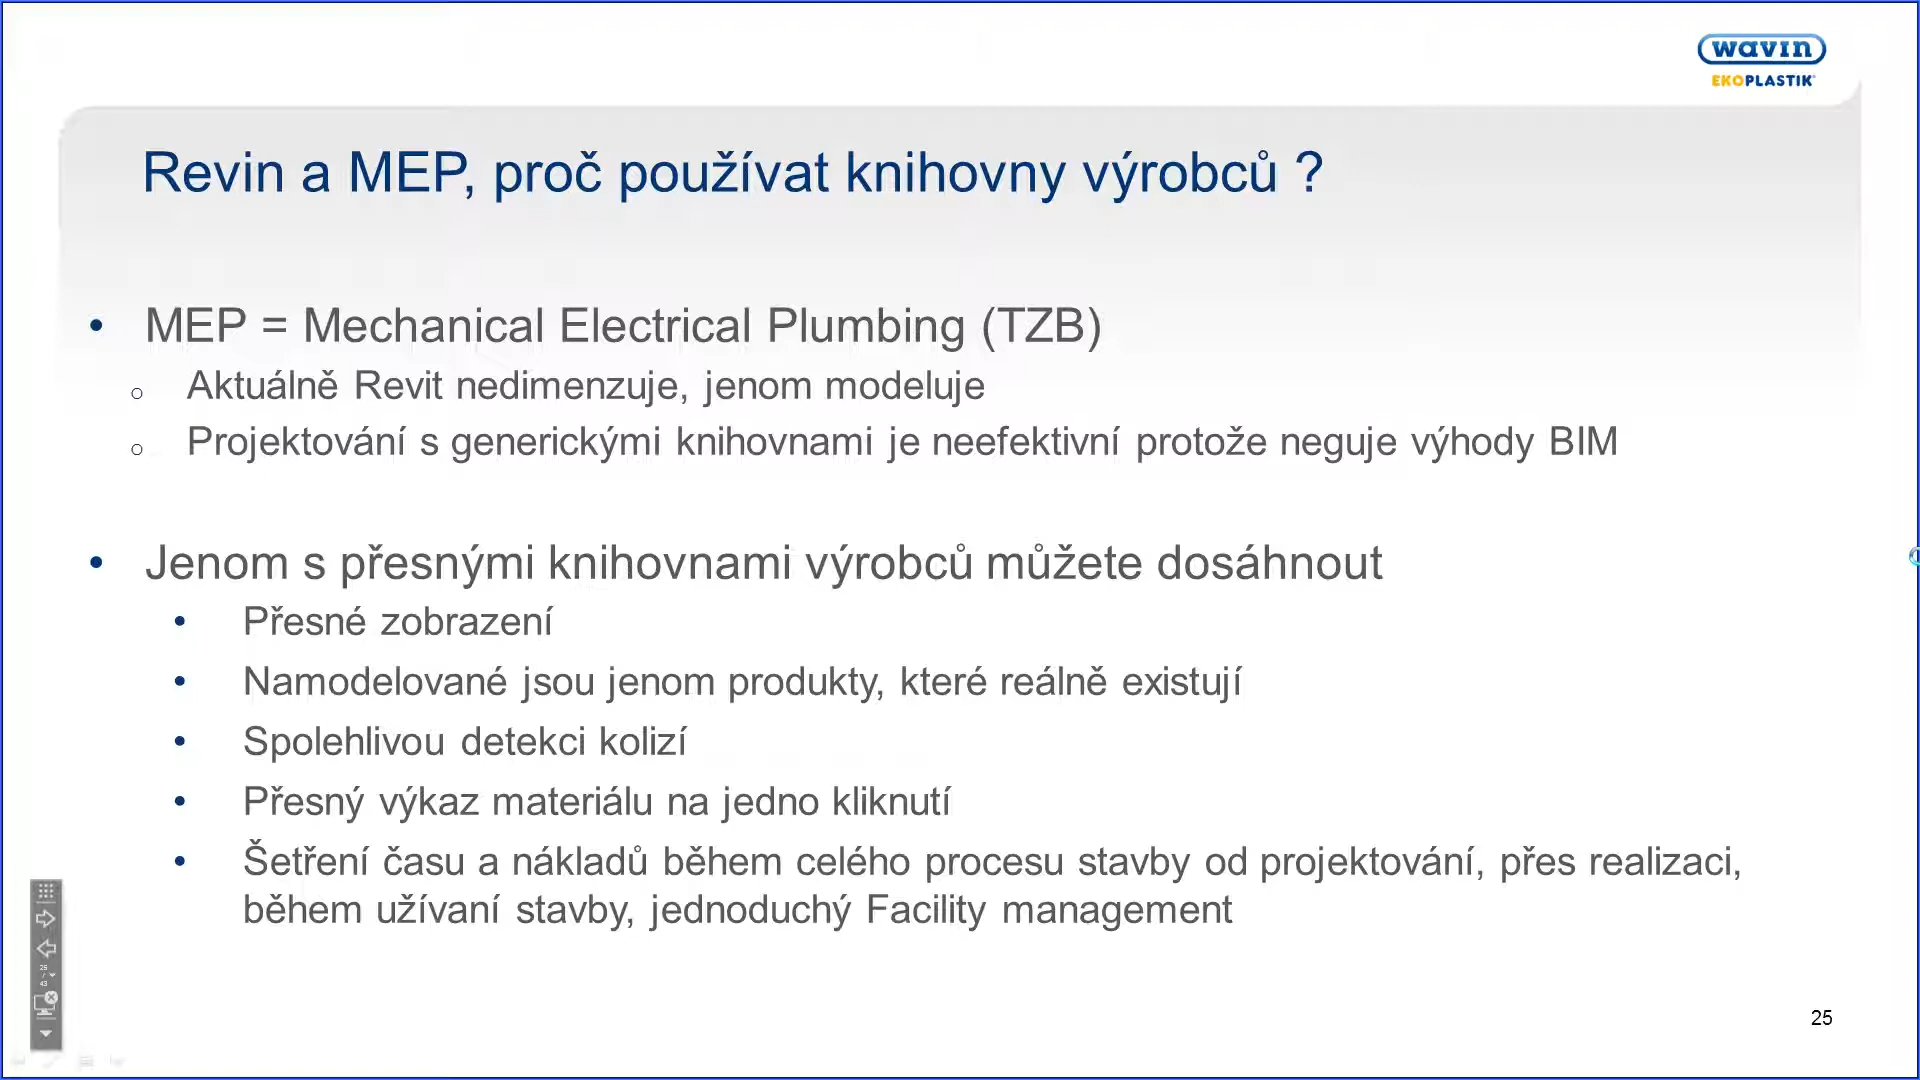 wavin
EKOPLASTIK
Revin a MEP, proč používat knihovny výrobců ?
• MEP = Mechanical Electrical Plumbing (TZB)
o Aktuálně Revit nedimenzuje, jenom modeluje
o Projektování s generickými knihovnami je neefektivní protože neguje výhody BIM
• Jenom s přesnými knihovnami výrobců můžete dosáhnout
• Přesné zobrazení
• Namodelované jsou jenom produkty, které reálně existují
• Spolehlivou detekci kolizí
• Přesný výkaz materiálu na jedno kliknutí
• Šetření času a nákladů během celého procesu stavby od projektování, přes realizaci,
během užívaní stavby, jednoduchý Facility management
25
/
43
25